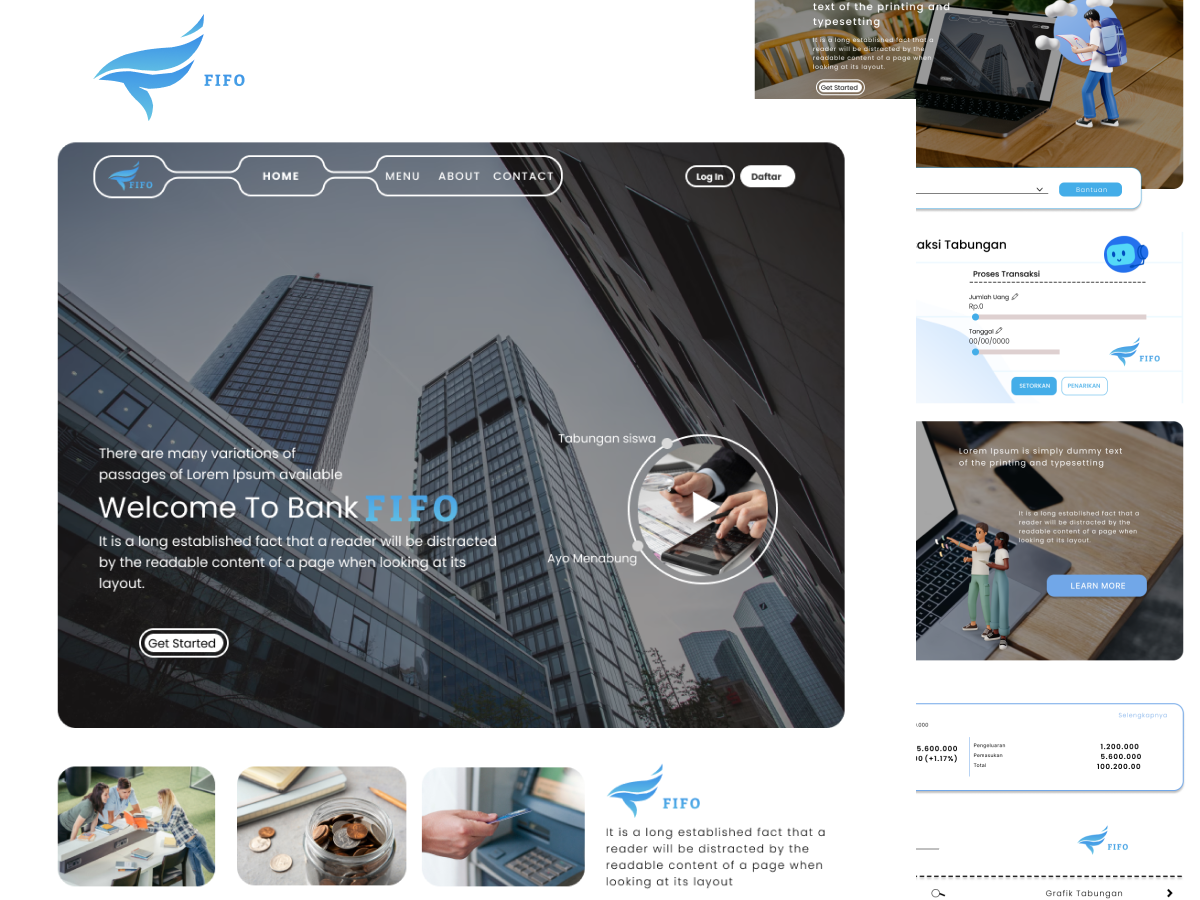 FIFO
text of the printing and
typesetting
It is a long established fact that a
reader will be distracted by the
readable content of a page when
looking at its layout.
Get Started
FIFO
HOME
MENU
ABOUT
CONTACT
Log In
Daftar
There are many variations of
passages of Lorem Ipsum available
Welcome To Bank FIFO
It is a long established fact that a reader will be distracted
by the readable content of a page when looking at its
layout.
Get Started
Tabungan siswa
Ayo Menabung
FIFO
It is a long established fact that a
reader will be distracted by the
readable content of a page when
looking at its layout
Bantuan
aksi Tabungan
Proses Transaksi
Jumlah Uang
Rp.0
Tanggal
00/00/0000
FIFO
SETORKAN
PENARIKAN
Lorem Ipsum is simply dummy text
of the printing and typesetting
It is a long established fact that a
reader will be distracted by the
readable content of a page when
looking at its layout.
LEARN MORE
Selengkapnya
.000
5.600.000
00 (+1.17%)
Pengeluaran
1.200.000
Pemasukan
5.600.000
Total
100.200.00
FIFO
Grafik Tabungan